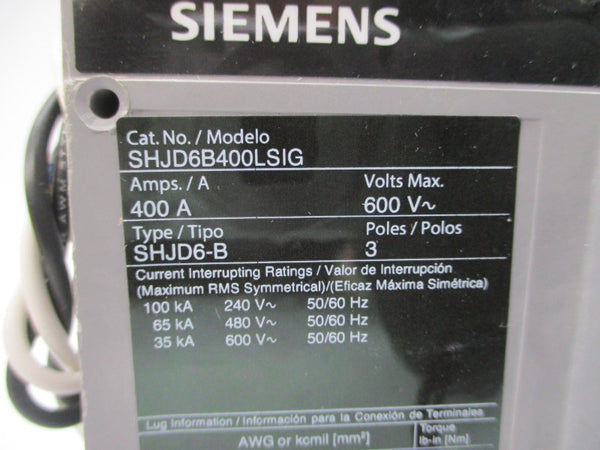 SIEMENS
Cat. No. / Modelo
SHJD6B400LSIG
Amps. / A Volts Max.
400 A 600 V~
Type / Tipo Poles / Polos
SHJD6-B 3
Current Interrupting Ratings / Valor de Interrupción
(Maximum RMS Symmetrical)/(Eficaz Máxima Simétrica)
100 kA 240 V~ 50/60 Hz
65 kA 480 V~ 50/60 Hz
35 kA 600 V~ 50/60 Hz
Lug Information / Información para la Conexión de Terminales
AWG or kcmil [mm²] Torque
lb-in [Nm]
AWM